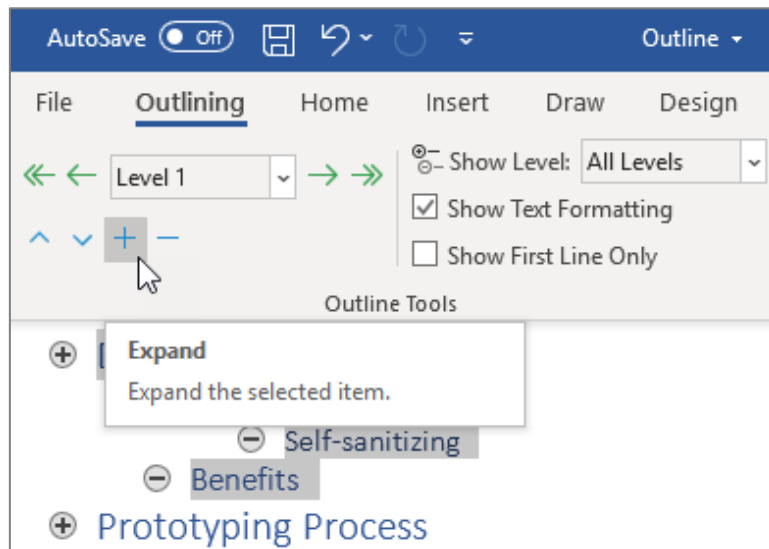 AutoSave Off Outline
File Outlining Home Insert Draw Design
Level 1 Show Level: All Levels
Show Text Formatting
Show First Line Only
Outline Tools
Expand
Expand the selected item.
Self-sanitizing
Benefits
Prototyping Process